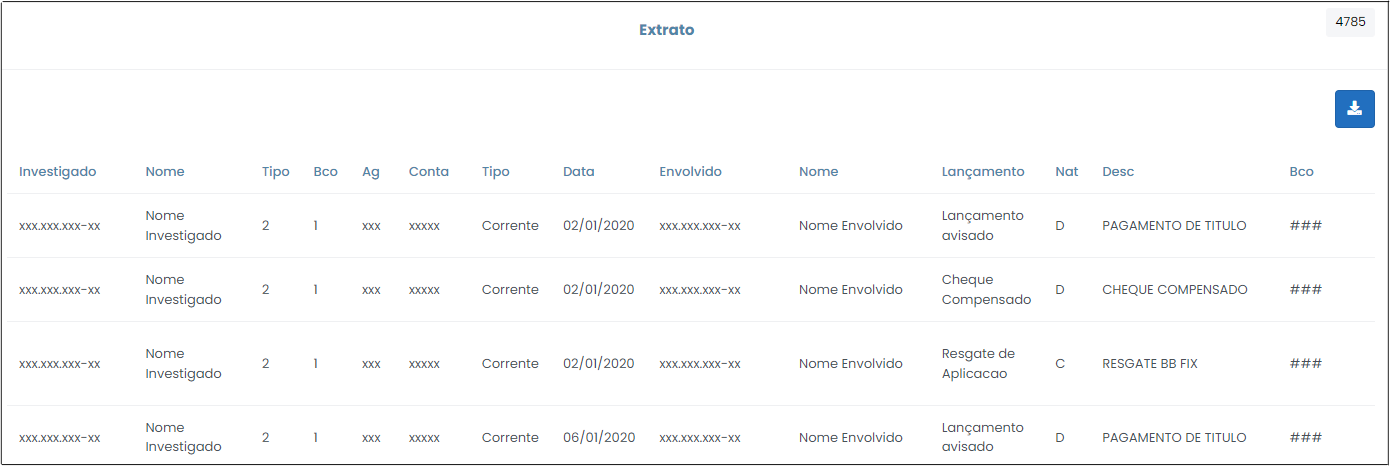 Extrato
4785
Investigado Nome Tipo Bco Ag Conta Tipo Data Envolvido Nome Lançamento Nat Desc Bco
xxx.xxx.xxx-xx Nome Investigado 2 1 xxx xxxxx Corrente 02/01/2020 xxx.xxx.xxx-xx Nome Envolvido Lançamento avisado D PAGAMENTO DE TITULO ###
xxx.xxx.xxx-xx Nome Investigado 2 1 xxx xxxxx Corrente 02/01/2020 xxx.xxx.xxx-xx Nome Envolvido Cheque Compensado D CHEQUE COMPENSADO ###
xxx.xxx.xxx-xx Nome Investigado 2 1 xxx xxxxx Corrente 02/01/2020 xxx.xxx.xxx-xx Nome Envolvido Resgate de Aplicacao C RESGATE BB FIX ###
xxx.xxx.xxx-xx Nome Investigado 2 1 xxx xxxxx Corrente 06/01/2020 xxx.xxx.xxx-xx Nome Envolvido Lançamento avisado D PAGAMENTO DE TITULO ###